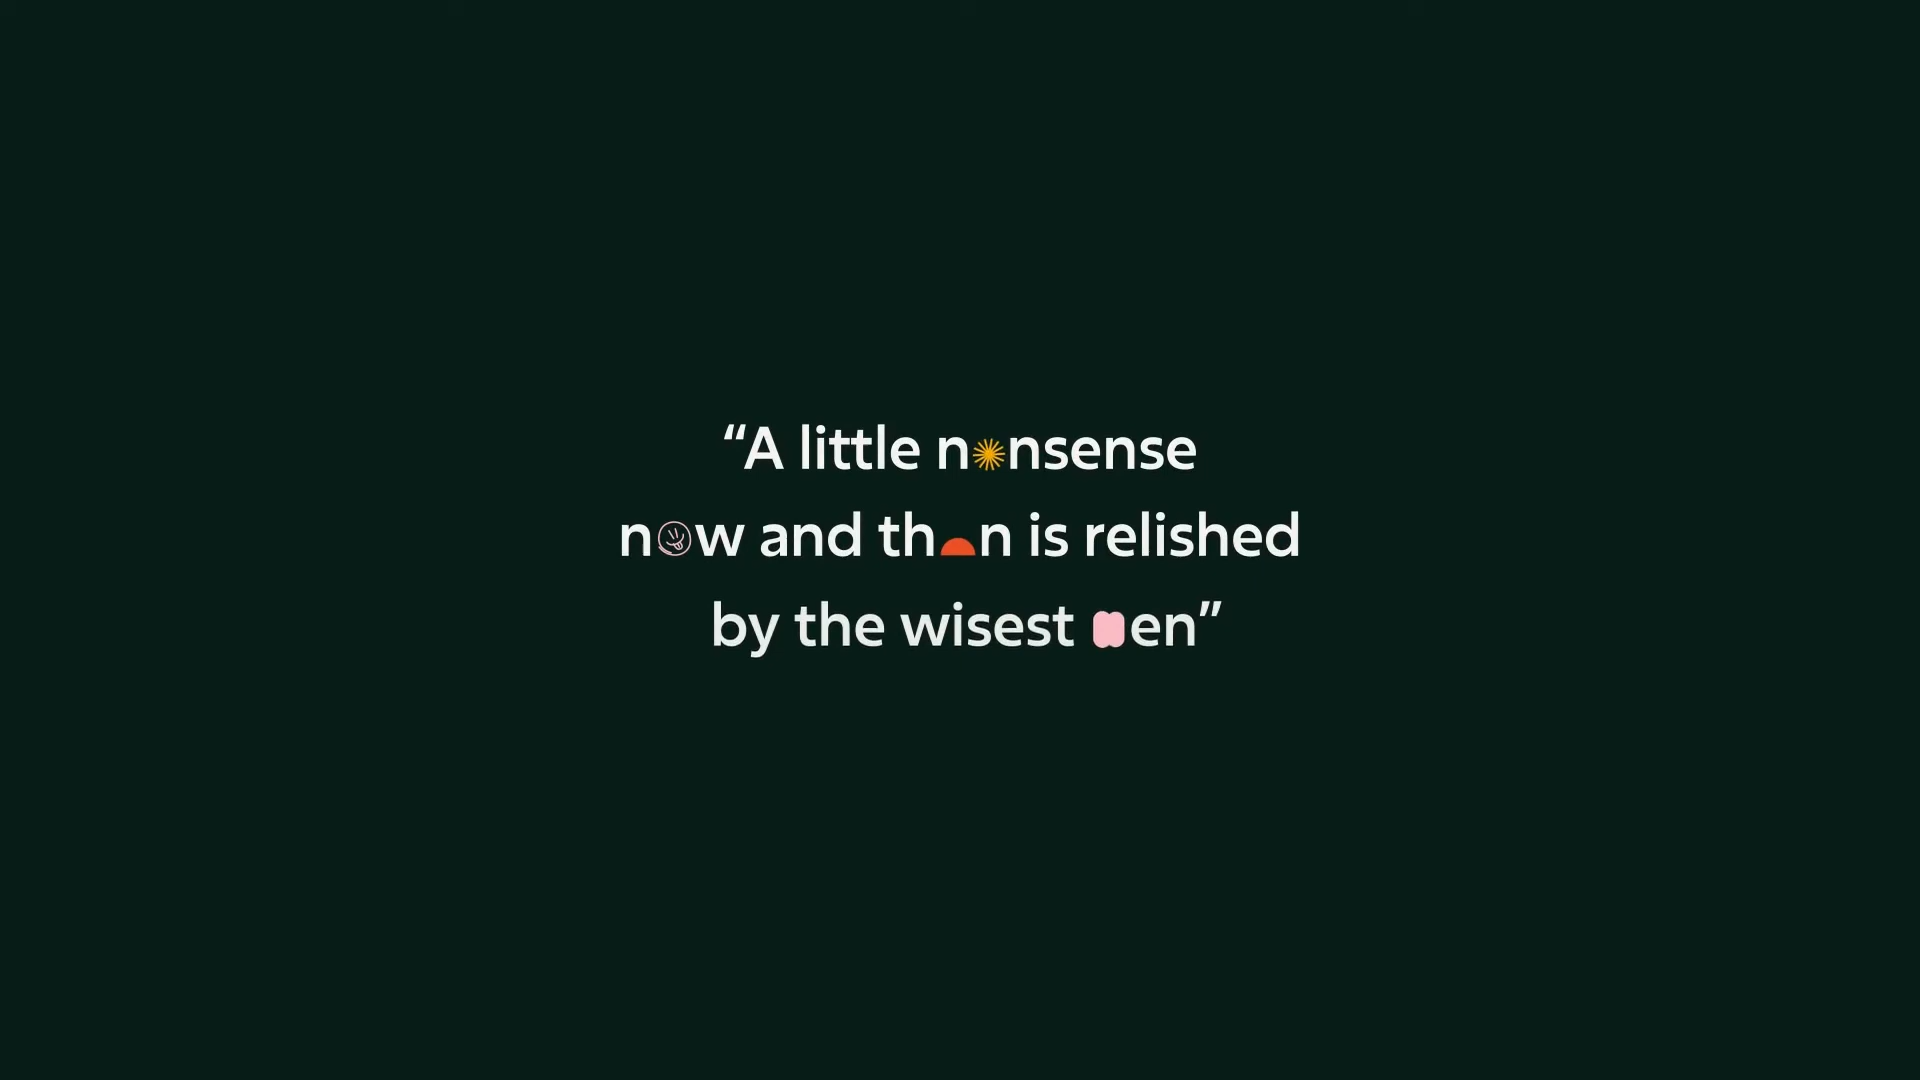 “A little nonsense
now and then is relished
by the wisest men”